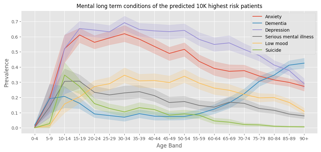 Mental long term conditions of the predicted 10K highest risk patients
Prevalence
0.7
0.6
0.5
0.4
0.3
0.2
0.1
0.0
Anxiety
Dementia
Depression
Serious mental illness
Low mood
Suicide
0-4 5-9 10-14 15-19 20-24 25-29 30-34 35-39 40-44 45-49 50-54 55-59 60-64 65-69 70-74 75-79 80-84 85-89 90+
Age Band